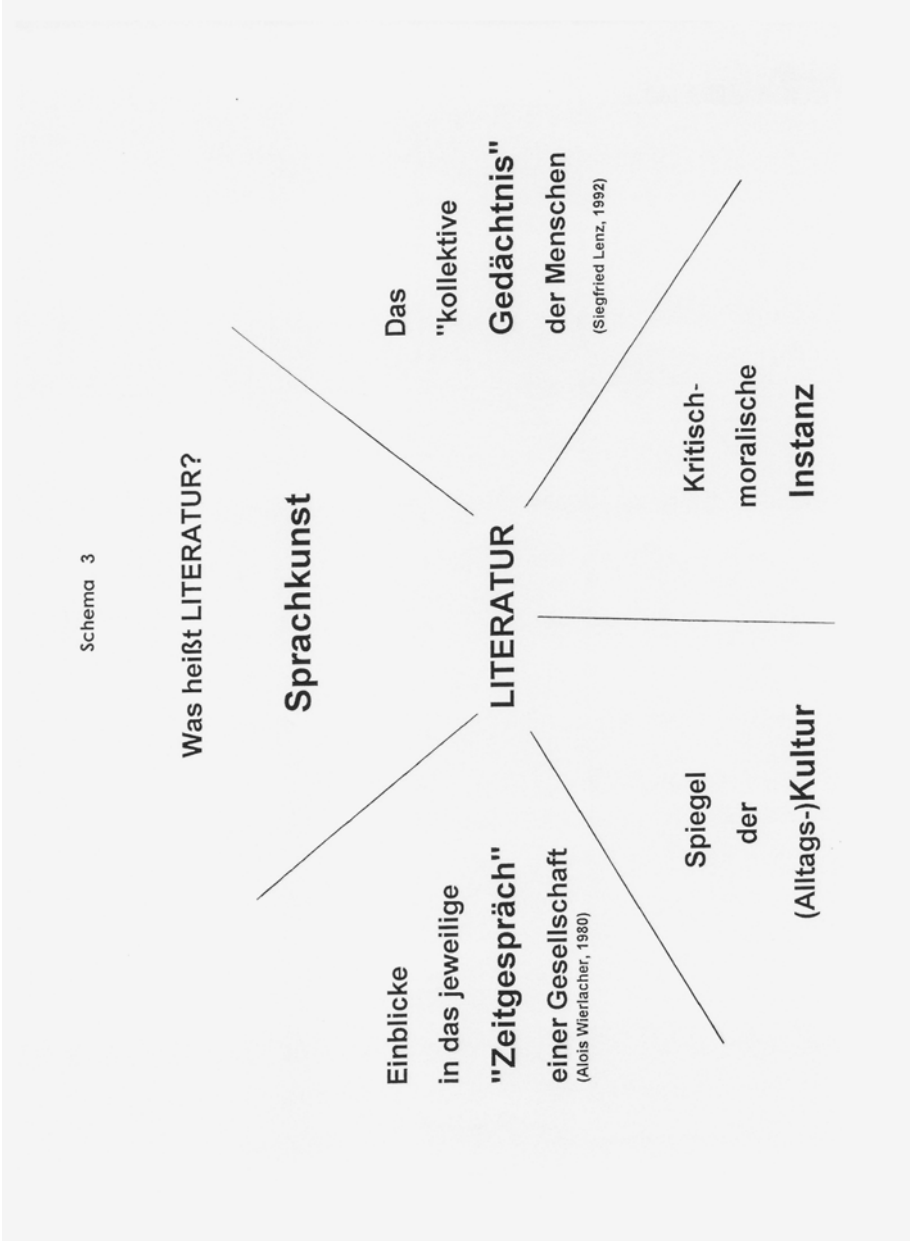 Schema 3
Was heißt LITERATUR?
Sprachkunst
Einblicke
in das jeweilige
"Zeitgespräch"
einer Gesellschaft
(Alois Wierlacher, 1980)
LITERATUR
Das
"kollektive
Gedächtnis"
der Menschen
(Siegfried Lenz, 1992)
Spiegel
der
(Alltags-)Kultur
Kritisch-
moralische
Instanz